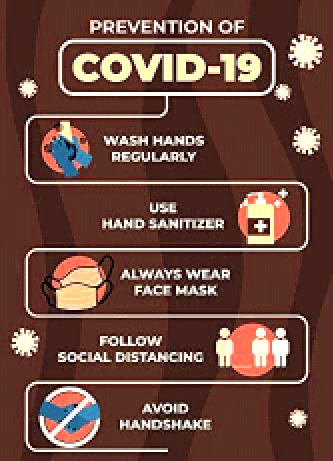 PREVENTION OF
COVID-19
WASH HANDS
REGULARLY
USE
HAND SANITIZER
ALWAYS WEAR
FACE MASK
FOLLOW
SOCIAL DISTANCING
AVOID
HANDSHAKE